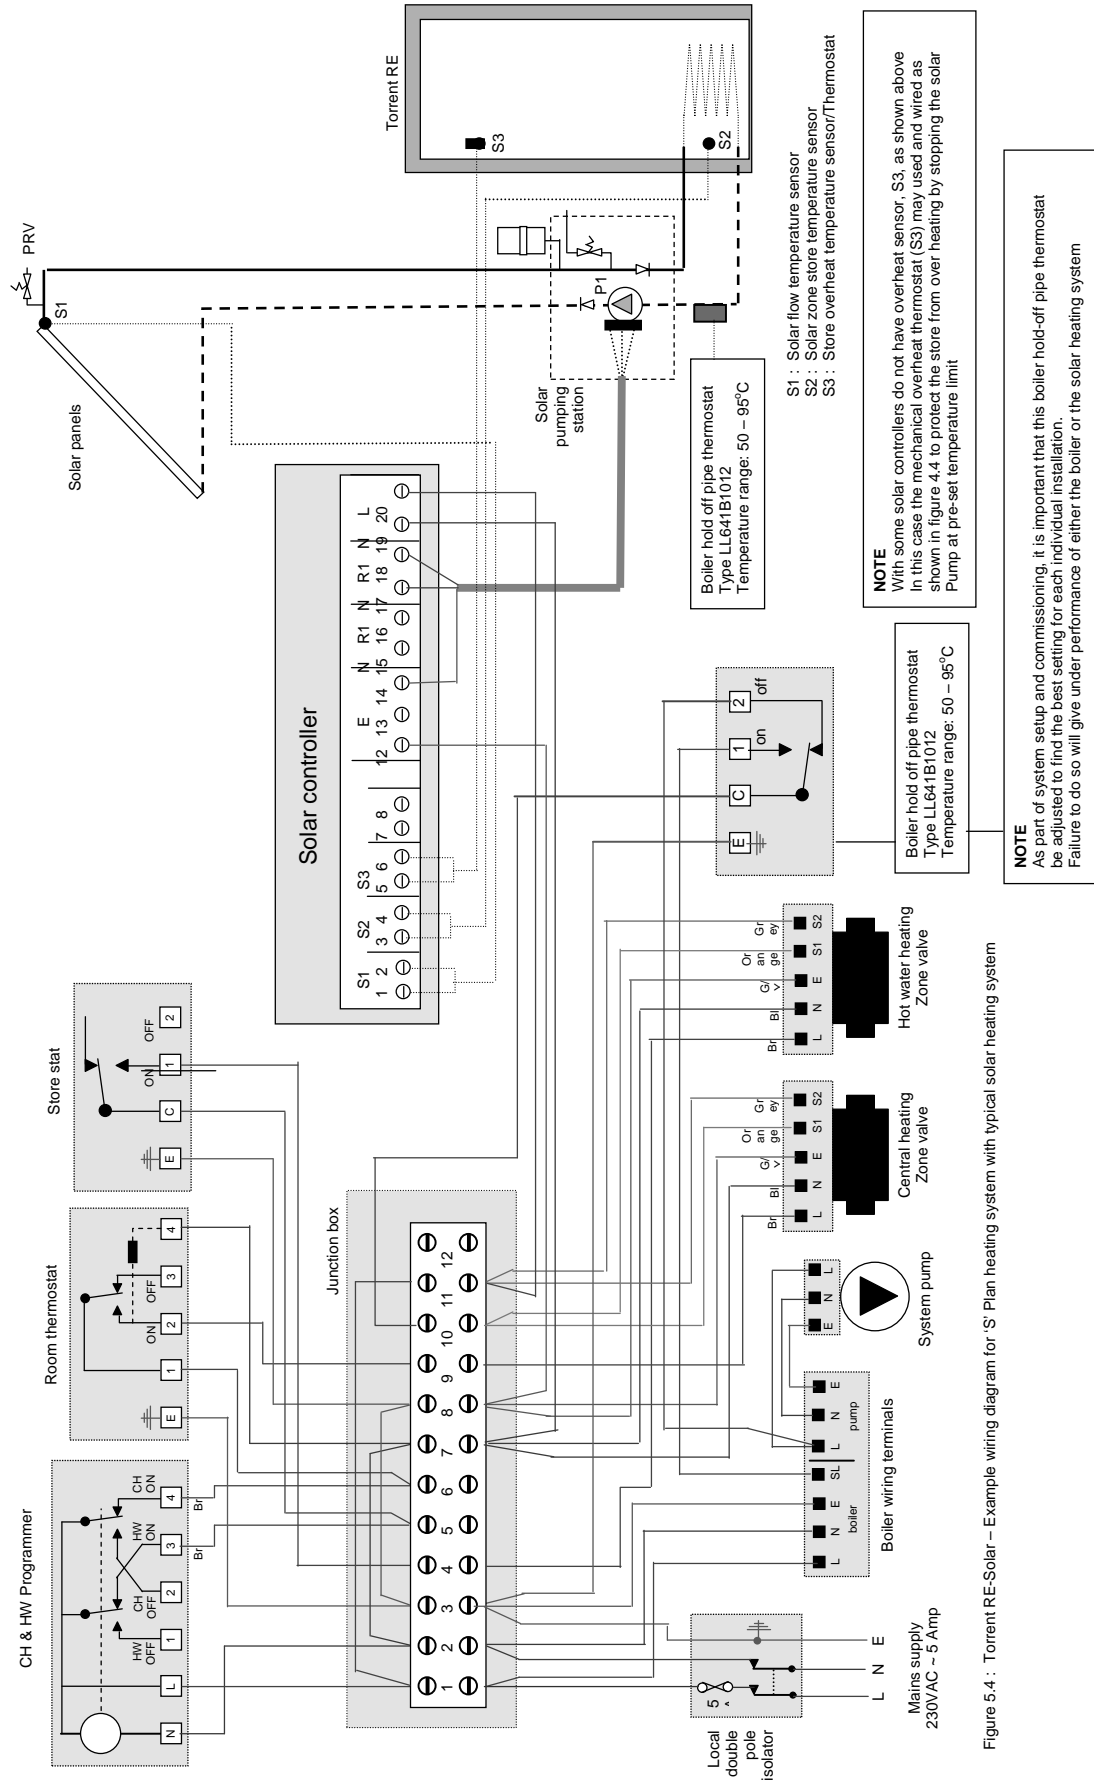 CH & HW Programmer
N
L
HW
OFF
1
CH
OFF
2
HW
ON
3
CH
ON
4
Br
Br
Room thermostat
E
1
ON
2
OFF
3
4
Store stat
E
C
ON
1
OFF
2
Solar panels
S1
PRV
Torrent RE
S3
S2
Solar controller
S1
S2
S3
E
N
R1
N
R1
N
L
1
2
3
4
5
6
7
8
12
13
14
15
16
17
18
19
20
Solar
pumping
station
P1
Junction box
1
2
3
4
5
6
7
8
9
10
11
12
Boiler hold off pipe thermostat
Type LL641B1012
Temperature range: 50 – 95°C
S1 : Solar flow temperature sensor
S2 : Solar zone store temperature sensor
S3 : Store overheat temperature sensor/Thermostat
NOTE
With some solar controllers do not have overheat sensor, S3, as shown above
In this case the mechanical overheat thermostat (S3) may used and wired as
shown in figure 4.4 to protect the store from over heating by stopping the solar
Pump at pre-set temperature limit
Local
double
pole
isolator
5
A
L
N
E
Mains supply
230VAC ~ 5 Amp
L
N
E
SL
L
N
E
boiler
pump
Boiler wiring terminals
E
N
L
System pump
Br
Bl
G/
Y
Or
an
ge
Gr
ey
L
N
E
S1
S2
Central heating
Zone valve
Br
Bl
G/
Y
Or
an
ge
Gr
ey
L
N
E
S1
S2
Hot water heating
Zone valve
E
C
1
on
2
off
Boiler hold off pipe thermostat
Type LL641B1012
Temperature range: 50 – 95°C
NOTE
As part of system setup and commissioning, it is important that this boiler hold-off pipe thermostat
be adjusted to find the best setting for each individual installation.
Failure to do so will give under performance of either the boiler or the solar heating system
Figure 5.4 : Torrent RE-Solar – Example wiring diagram for ‘S’ Plan heating system with typical solar heating system